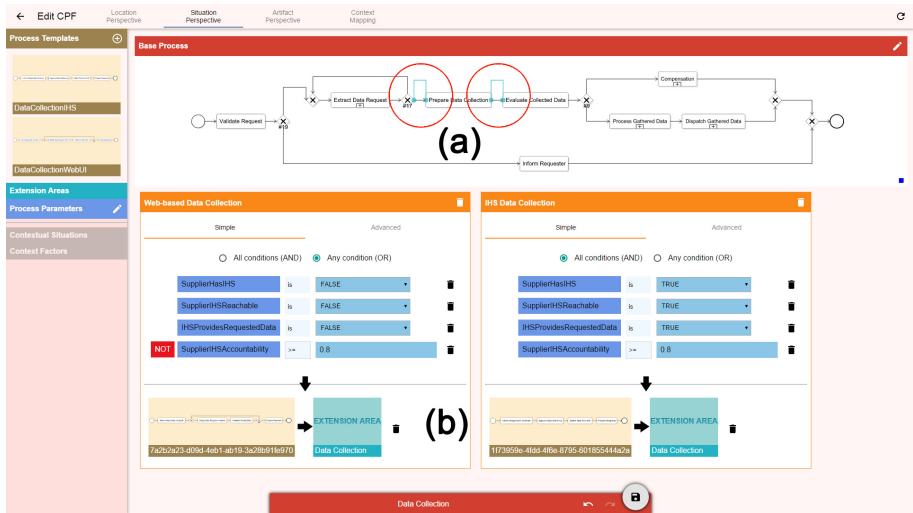 Edit CPF
Location Perspective
Situation Perspective
Artifact Perspective
Context Mapping
Process Templates
DataCollectionIHS
DataCollectionWebUI
Extension Areas
Process Parameters
Contextual Situations
Context Factors
Base Process
Validate Request
#19
Extract Data Request
#17
Prepare Data Collection
Evaluate Collected Data
Compensation
Process Gathered Data
Dispatch Gathered Data
Inform Requester
(a)
Web-based Data Collection
Simple
Advanced
All conditions (AND)
Any condition (OR)
SupplierHasIHS is FALSE
SupplierIHSReachable is FALSE
IHSProvidesRequestedData is FALSE
NOT SupplierIHSAccountability >= 0.8
EXTENSION AREA
7a2b2a23-d09d-4eb1-ab19-3a28b91fe970
Data Collection
(b)
IHS Data Collection
Simple
Advanced
All conditions (AND)
Any condition (OR)
SupplierHasIHS is TRUE
SupplierIHSReachable is TRUE
IHSProvidesRequestedData is TRUE
SupplierIHSAccountability >= 0.8
EXTENSION AREA
1f73959e-4fdd-4f6e-8795-601855444a2a
Data Collection
Data Collection